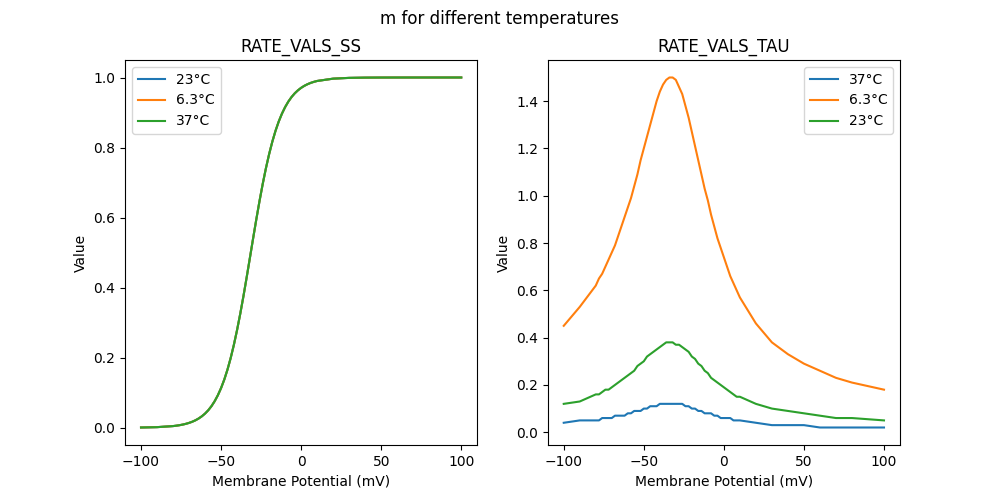 m for different temperatures
RATE_VALS_SS
1.0
0.8
0.6
0.4
0.2
0.0
Value
23°C
6.3°C
37°C
−100
−50
0
50
100
Membrane Potential (mV)
RATE_VALS_TAU
1.4
1.2
1.0
0.8
0.6
0.4
0.2
0.0
Value
37°C
6.3°C
23°C
−100
−50
0
50
100
Membrane Potential (mV)